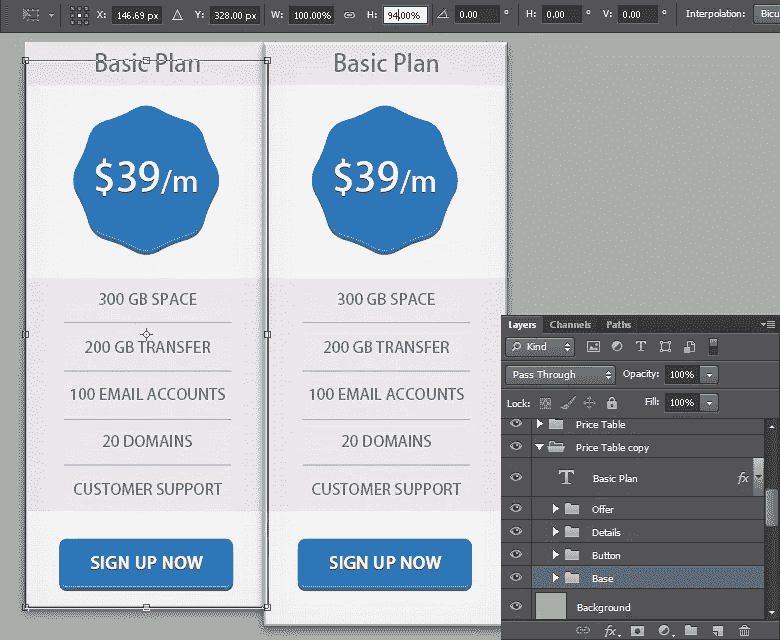 X: 146.69 px Y: 328.00 px W: 100.00% H: 94.00% 0.00 ° H: 0.00 ° V: 0.00 ° Interpolation: Bicu
Basic Plan Basic Plan
$39/m $39/m
300 GB SPACE 300 GB SPACE
200 GB TRANSFER 200 GB TRANSFER
100 EMAIL ACCOUNTS 100 EMAIL ACCOUNTS
20 DOMAINS 20 DOMAINS
CUSTOMER SUPPORT CUSTOMER SUPPORT
SIGN UP NOW SIGN UP NOW
Layers Channels Paths
Kind
Pass Through Opacity: 100%
Lock: Fill: 100%
Price Table
Price Table copy
T Basic Plan fx
Offer
Details
Button
Base
Background
fx